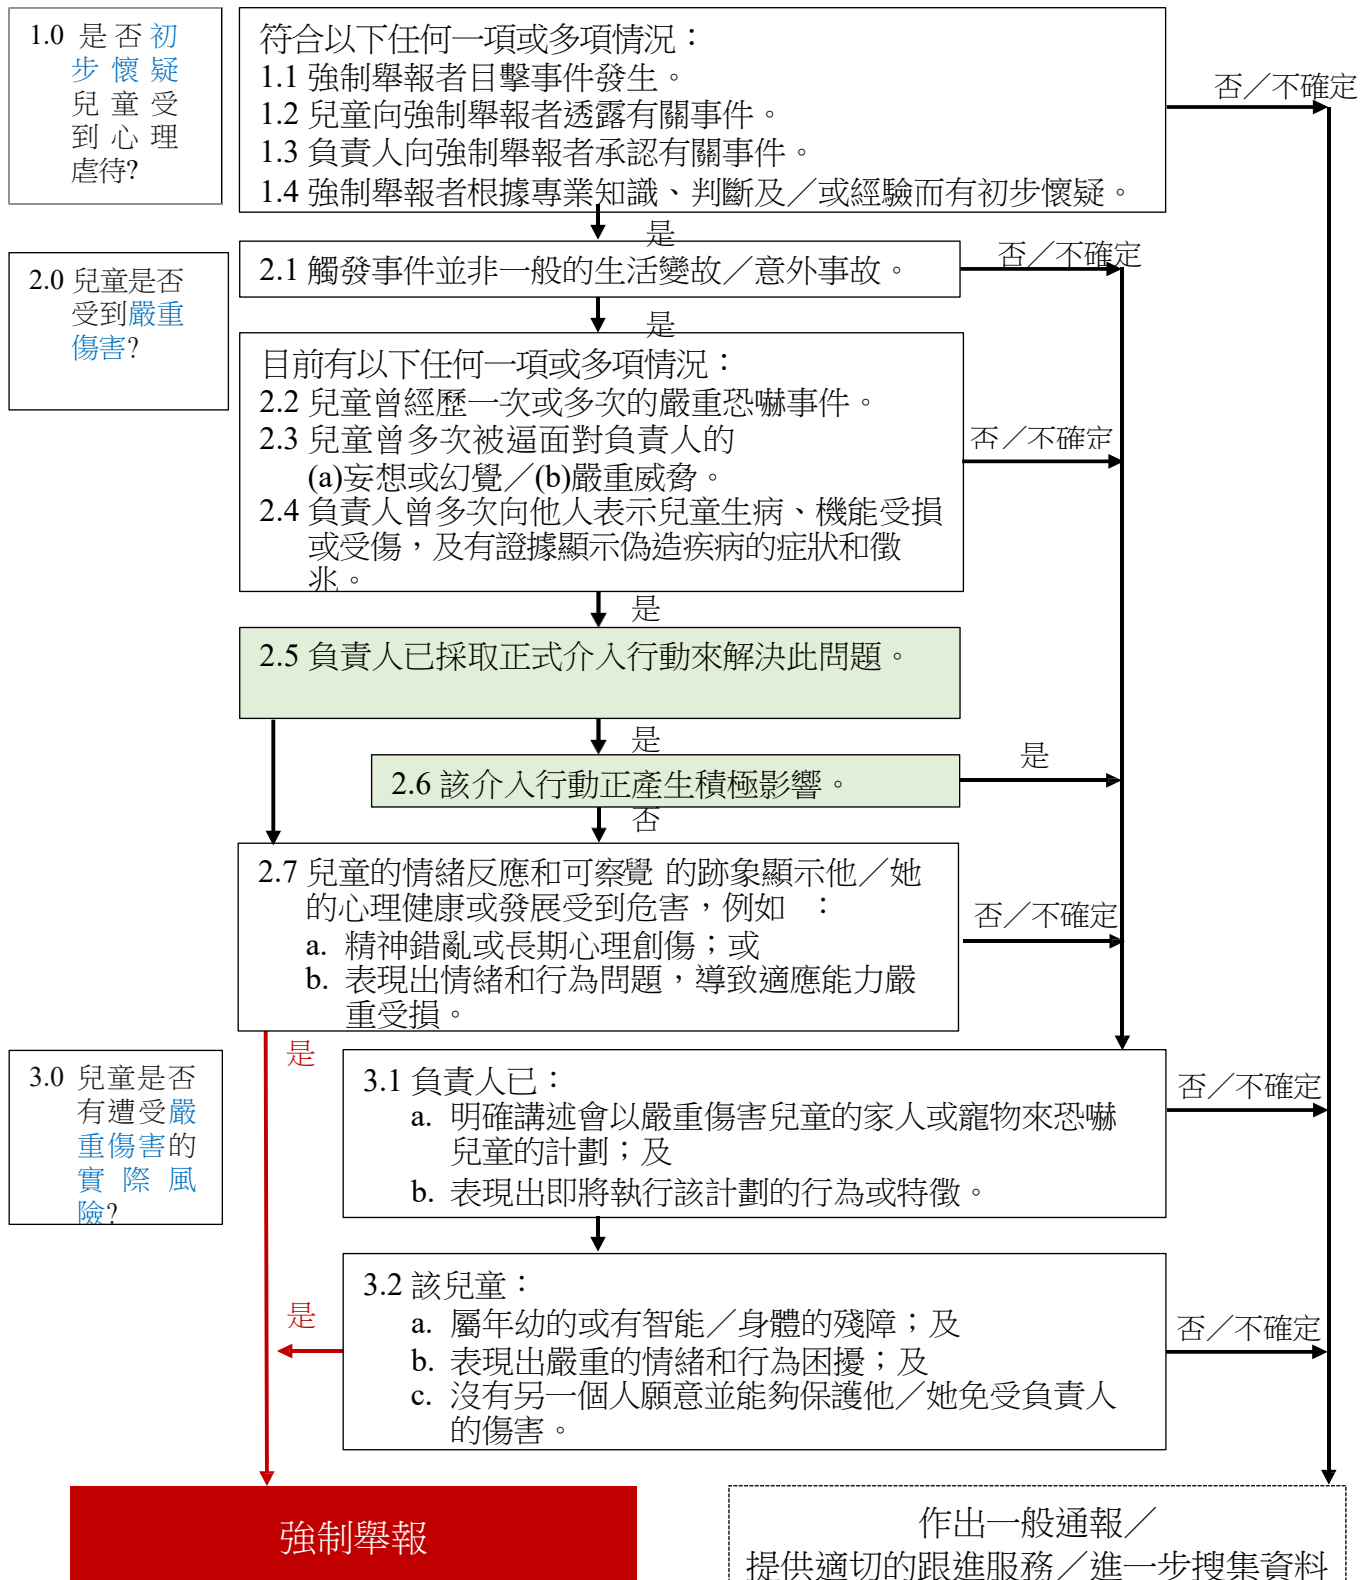 1.0 是否初
步懷疑
兒童受
到心理
虐待?
符合以下任何一項或多項情況：
1.1 強制舉報者目擊事件發生。
1.2 兒童向強制舉報者透露有關事件。
1.3 負責人向強制舉報者承認有關事件。
1.4 強制舉報者根據專業知識、判斷及／或經驗而有初步懷疑。
否／不確定
是
2.0 兒童是否
受到嚴重
傷害?
2.1 觸發事件並非一般的生活變故／意外事故。
否／不確定
是
目前有以下任何一項或多項情況：
2.2 兒童曾經歷一次或多次的嚴重恐嚇事件。
2.3 兒童曾多次被逼面對負責人的
(a)妄想或幻覺／(b)嚴重威脅。
2.4 負責人曾多次向他人表示兒童生病、機能受損
或受傷，及有證據顯示偽造疾病的症狀和徵
兆。
否／不確定
是
2.5 負責人已採取正式介入行動來解決此問題。
是
2.6 該介入行動正產生積極影響。
是
否
2.7 兒童的情緒反應和可察覺 的跡象顯示他／她
的心理健康或發展受到危害，例如 ：
a. 精神錯亂或長期心理創傷；或
b. 表現出情緒和行為問題，導致適應能力嚴
重受損。
否／不確定
是
3.0 兒童是否
有遭受嚴
重傷害的
實際風
險?
3.1 負責人已：
a. 明確講述會以嚴重傷害兒童的家人或寵物來恐嚇
兒童的計劃；及
b. 表現出即將執行該計劃的行為或特徵。
否／不確定
3.2 該兒童：
a. 屬年幼的或有智能／身體的殘障；及
b. 表現出嚴重的情緒和行為困擾；及
c. 沒有另一個人願意並能夠保護他／她免受負責人
的傷害。
是
否／不確定
強制舉報
作出一般通報／
提供適切的跟進服務／進一步搜集資料